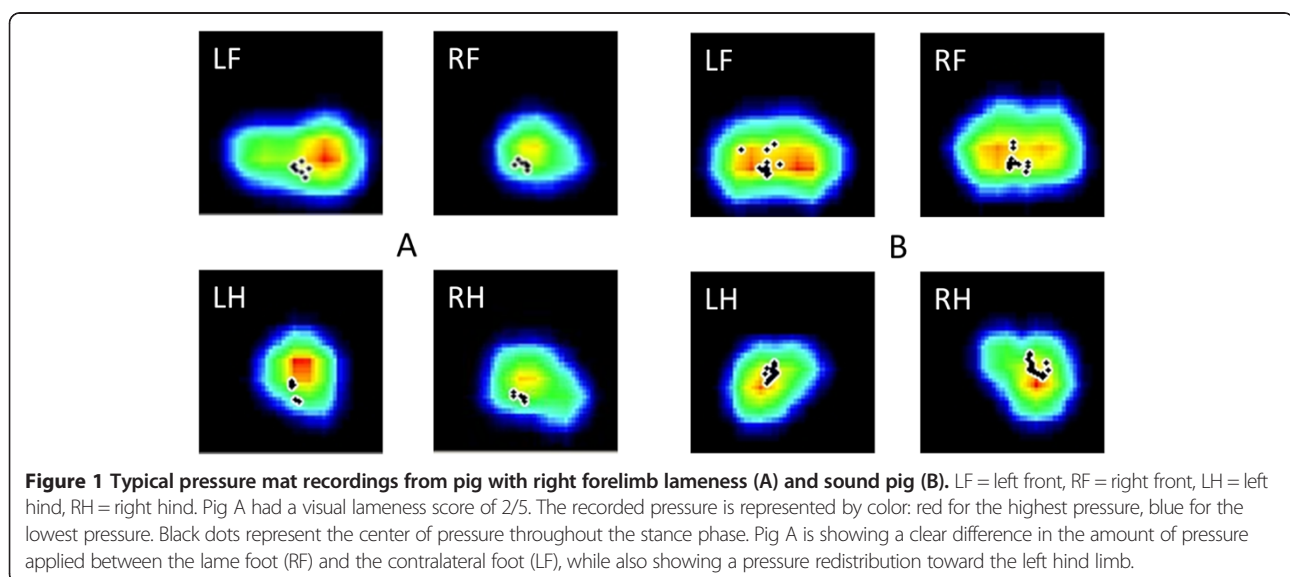 LF RF LF RF
A B
LH RH LH RH
Figure 1 Typical pressure mat recordings from pig with right forelimb lameness (A) and sound pig (B). LF = left front, RF = right front, LH = left
hind, RH = right hind. Pig A had a visual lameness score of 2/5. The recorded pressure is represented by color: red for the highest pressure, blue for the
lowest pressure. Black dots represent the center of pressure throughout the stance phase. Pig A is showing a clear difference in the amount of pressure
applied between the lame foot (RF) and the contralateral foot (LF), while also showing a pressure redistribution toward the left hind limb.